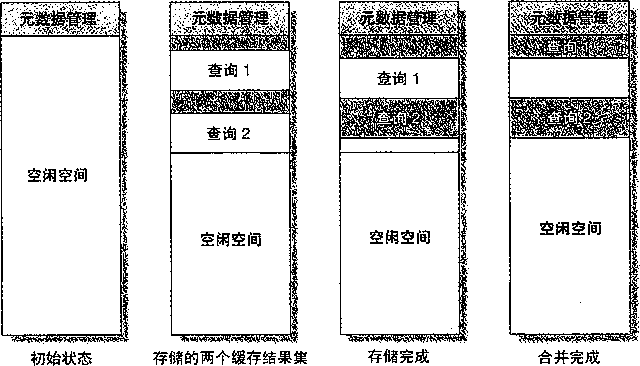 元数据管理
元数据管理
元数据管理
元数据管理
查询 1
查询 1
查询 1
查询 2
查询 2
查询 2
空闲空间
空闲空间
空闲空间
空闲空间
初始状态
存储的两个缓存结果集
存储完成
合并完成